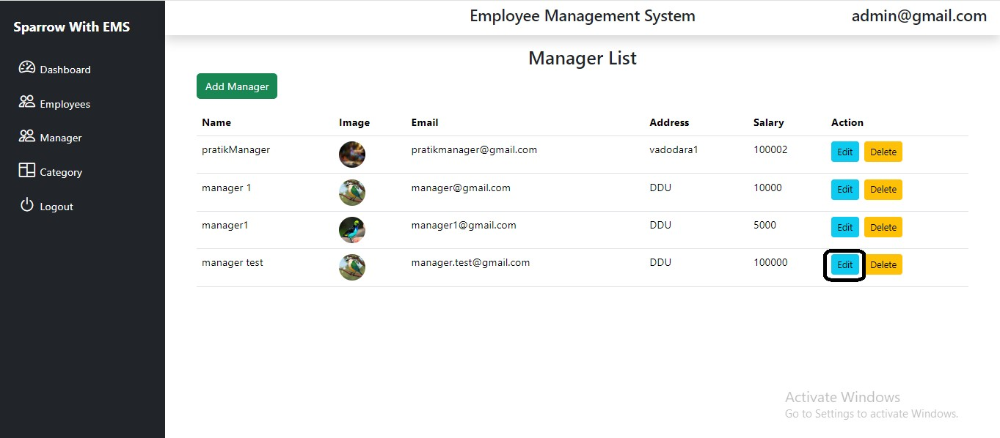 Employee Management System admin@gmail.com
Sparrow With EMS
Dashboard
Employees
Manager
Category
Logout
Manager List
Add Manager
Name Image Email Address Salary Action
pratikManager pratikmanager@gmail.com vadodara1 100002 Edit Delete
manager 1 manager@gmail.com DDU 10000 Edit Delete
manager1 manager1@gmail.com DDU 5000 Edit Delete
manager test manager.test@gmail.com DDU 100000 Edit Delete
Activate Windows
Go to Settings to activate Windows.